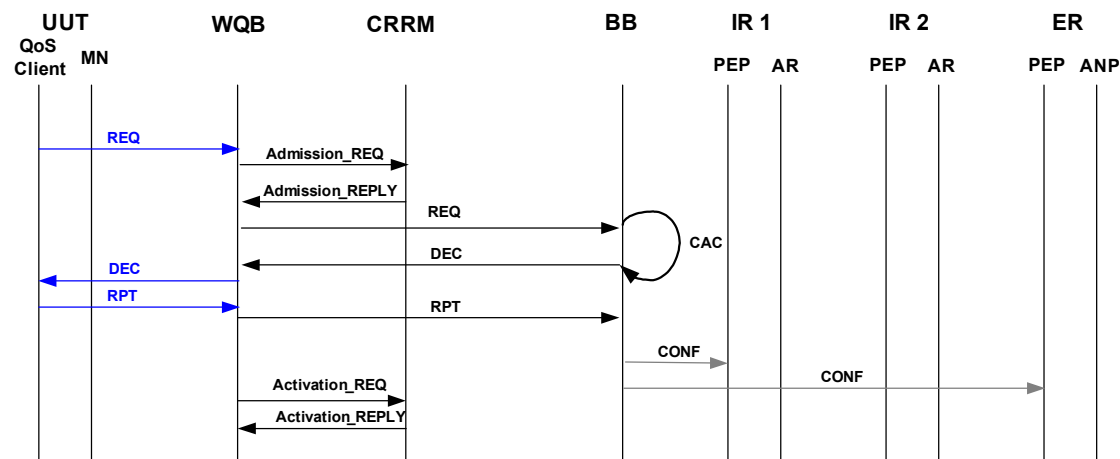 UUT WQB CRRM BB IR 1 IR 2 ER
QoS
Client
MN
PEP AR PEP AR PEP ANP
REQ
Admission_REQ
Admission_REPLY
REQ
CAC
DEC
DEC
RPT
RPT
CONF
CONF
Activation_REQ
Activation_REPLY